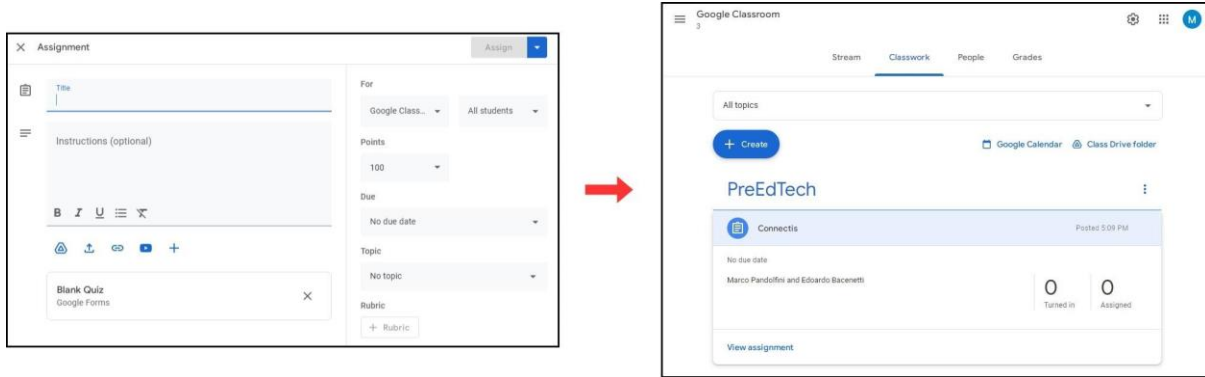 Assignment
Assign
Title
Instructions (optional)
B I U
Blank Quiz
Google Forms
For
Google Class... All students
Points
100
Due
No due date
Topic
No topic
Rubric
+ Rubric
Google Classroom
3
M
Stream Classwork People Grades
All topics
+ Create
Google Calendar Class Drive folder
PreEdTech
Connectis Posted 5:09 PM
No due date
Marco Pandolfini and Edoardo Bacenetti
0 0
Turned in Assigned
View assignment